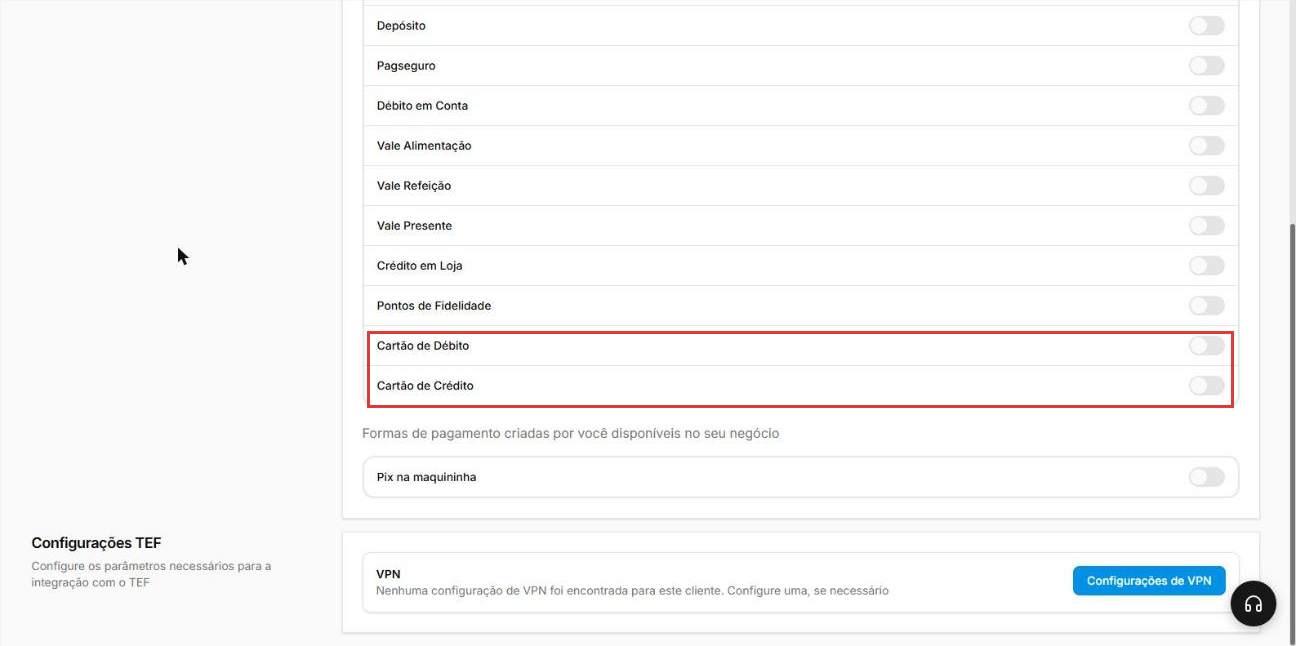 Depósito
Pagseguro
Débito em Conta
Vale Alimentação
Vale Refeição
Vale Presente
Crédito em Loja
Pontos de Fidelidade
Cartão de Débito
Cartão de Crédito
Formas de pagamento criadas por você disponíveis no seu negócio
Pix na maquininha
Configurações TEF
Configure os parâmetros necessários para a
integração com o TEF
VPN
Nenhuma configuração de VPN foi encontrada para este cliente. Configure uma, se necessário
Configurações de VPN